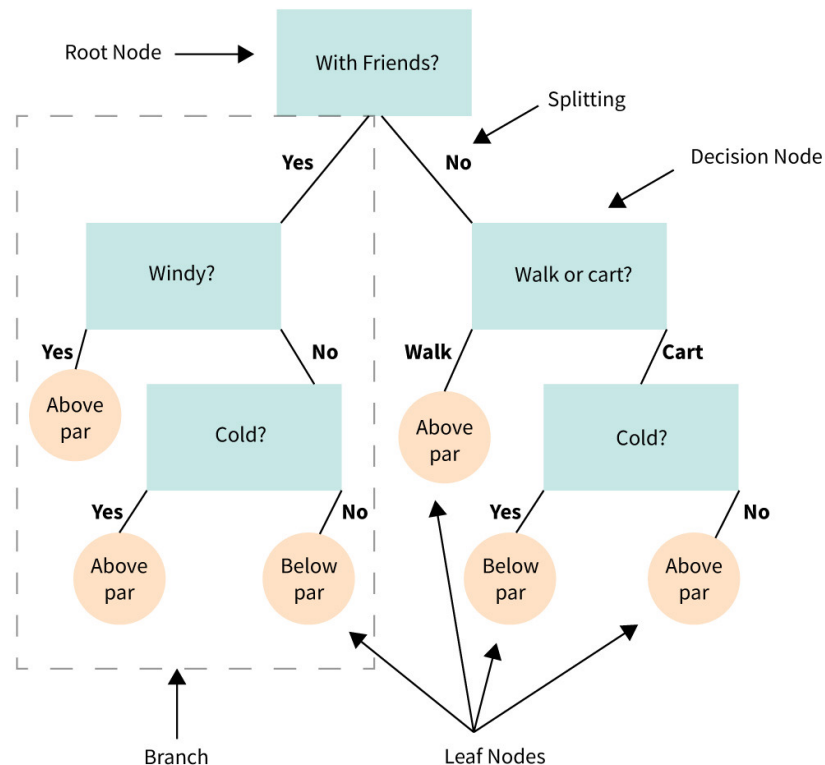 Root Node
With Friends?
Splitting
Decision Node
Yes
No
Windy?
Walk or cart?
Yes
No
Walk
Cart
Above
par
Cold?
Above
par
Cold?
Yes
No
Yes
No
Above
par
Below
par
Below
par
Above
par
Branch
Leaf Nodes